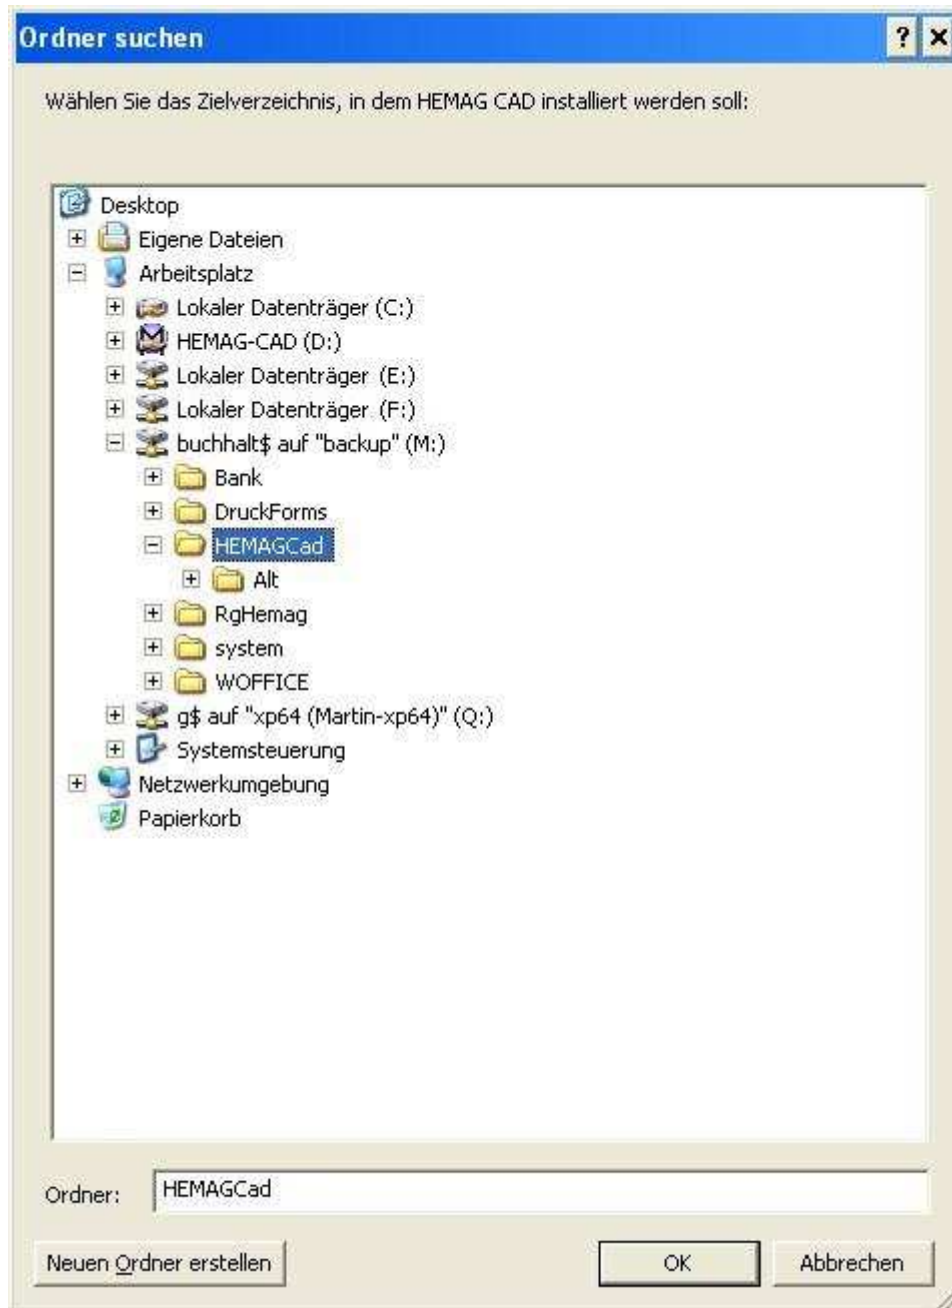 Ordner suchen
Wählen Sie das Zielverzeichnis, in dem HEMAG CAD installiert werden soll:
Desktop
Eigene Dateien
Arbeitsplatz
Lokaler Datenträger (C:)
HEMAG-CAD (D:)
Lokaler Datenträger (E:)
Lokaler Datenträger (F:)
buchhalt$ auf "backup" (M:)
Bank
DruckForms
HEMAGCad
Alt
RgHemag
system
WOFFICE
g$ auf "xp64 (Martin-xp64)" (Q:)
Systemsteuerung
Netzwerkumgebung
Papierkorb
Ordner: HEMAGCad
Neuen Ordner erstellen OK Abbrechen